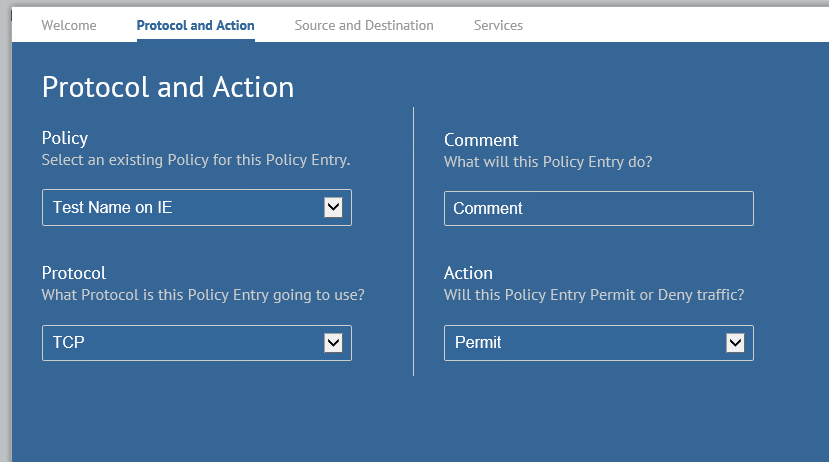 Welcome Protocol and Action Source and Destination Services
Protocol and Action
Policy
Select an existing Policy for this Policy Entry.
Test Name on IE
Comment
What will this Policy Entry do?
Comment
Protocol
What Protocol is this Policy Entry going to use?
TCP
Action
Will this Policy Entry Permit or Deny traffic?
Permit